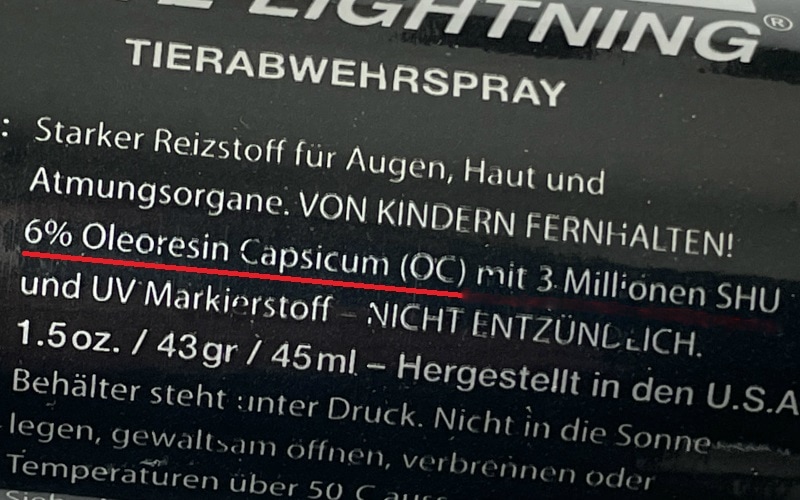 LIGHTNING®
TIERABWEHRSPRAY
: Starker Reizstoff für Augen, Haut und
Atmungsorgane. VON KINDERN FERNHALTEN!
6% Oleoresin Capsicum (OC) mit 3 Millionen SHU
und UV Markierstoff – NICHT ENTZÜNDLICH.
1.5 oz. / 43 gr / 45 ml – Hergestellt in den U.S.A
Behälter steht unter Druck. Nicht in die Sonne
legen, gewaltsam öffnen, verbrennen oder
Temperaturen über 50 C